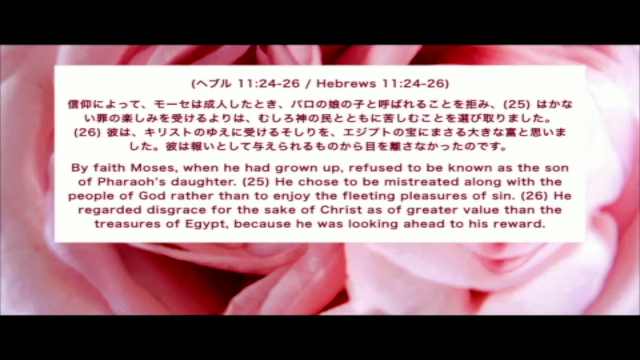 (ヘブル 11:24-26 / Hebrews 11:24-26)
信仰によって、モーセは成人したとき、パロの娘の子と呼ばれることを拒み、(25) はかな
い罪の楽しみを受けるよりは、むしろ神の民とともに苦しむことを選び取りました。
(26) 彼は、キリストのゆえに受けるそしりを、エジプトの宝にまさる大きな富と思いま
した。彼は報いとして与えられるものから目を離さなかったのです。
By faith Moses, when he had grown up, refused to be known as the son
of Pharaoh's daughter. (25) He chose to be mistreated along with the
people of God rather than to enjoy the fleeting pleasures of sin. (26) He
regarded disgrace for the sake of Christ as of greater value than the
treasures of Egypt, because he was looking ahead to his reward.